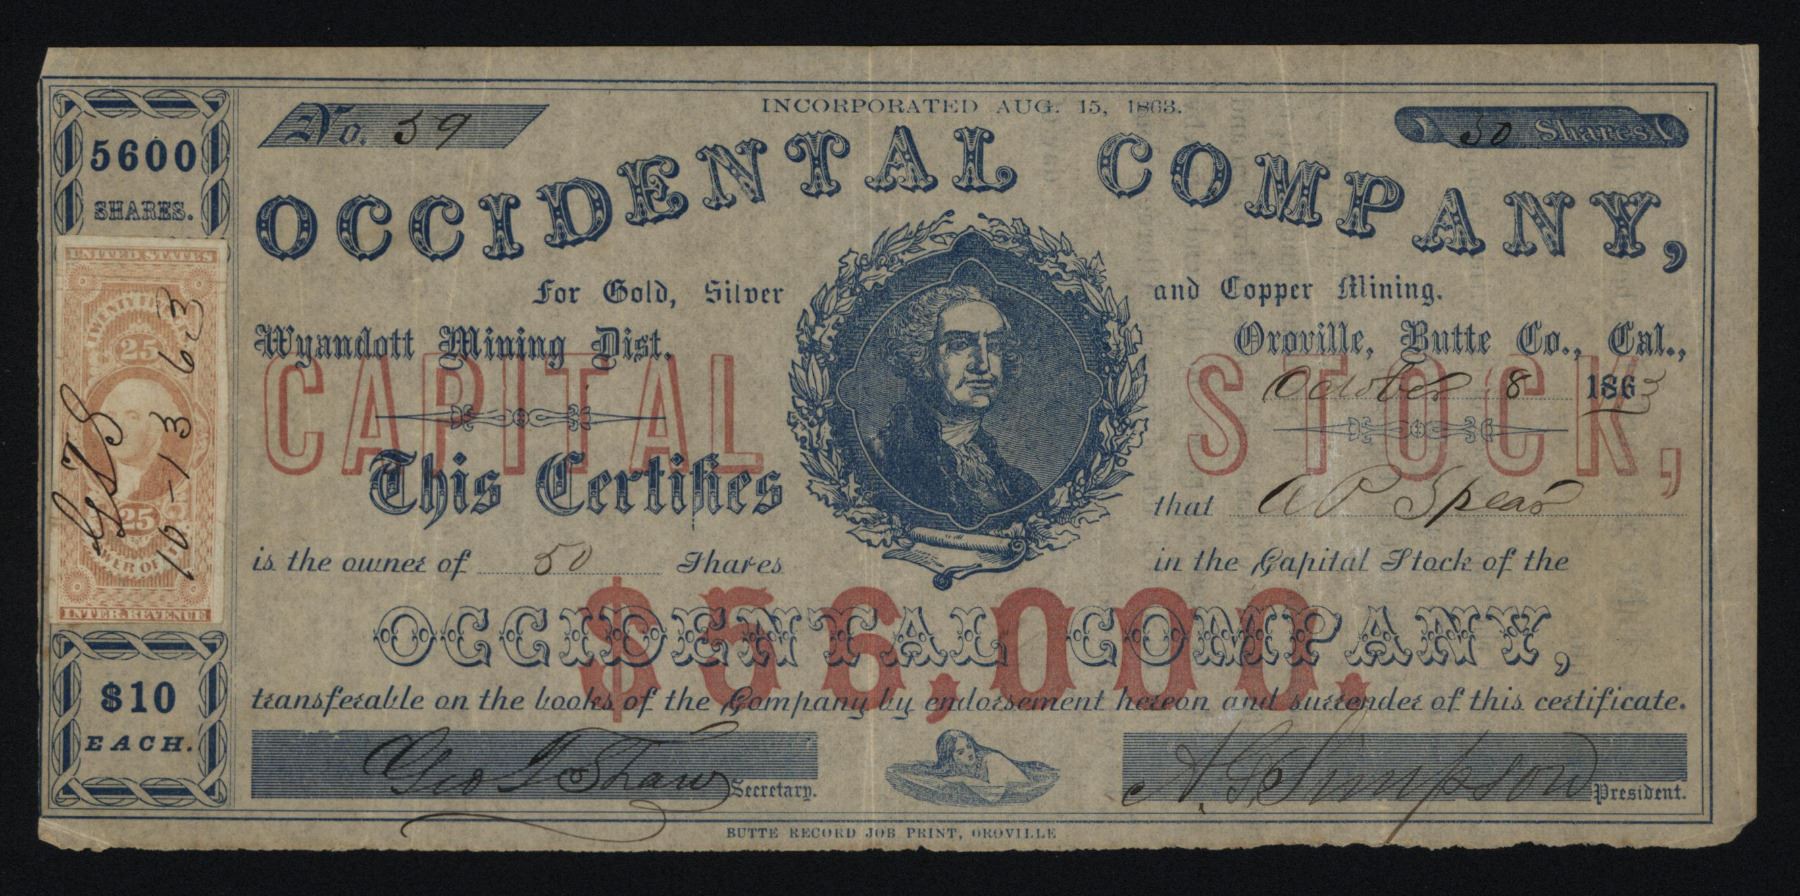 INCORPORATED AUG. 15, 1863.
No. 59
50 Shares.
5600
SHARES.
OCCIDENTAL COMPANY,
For Gold, Silver and Copper Mining.
Wyandott Mining Dist. Oroville, Butte Co., Cal.,
CAPITAL STOCK,
October 8 1863
This Certifies that A P Spear
is the owner of 50 Shares in the Capital Stock of the
$56,000.
OCCIDENTAL COMPANY,
transferable on the books of the Company by endorsement hereon and surrender of this certificate.
Geo T Shaw Secretary.
A. G. Simpson President.
BUTTE RECORD JOB PRINT, OROVILLE
UNITED STATES
25
25
INTER. REVENUE
GTS
10-13 63
$10
EACH.